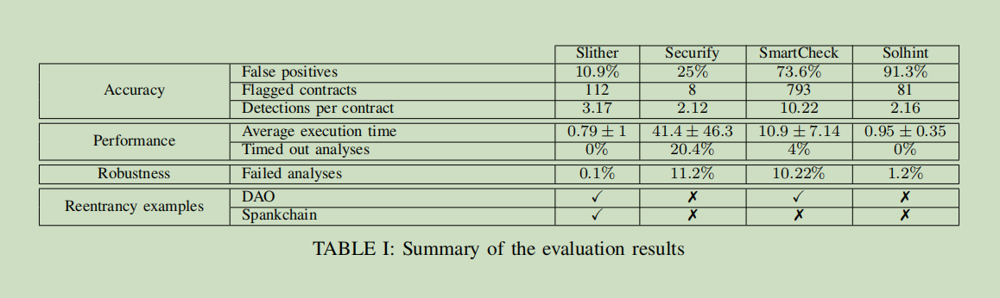 Slither Securify SmartCheck Solhint
Accuracy False positives 10.9% 25% 73.6% 91.3%
Flagged contracts 112 8 793 81
Detections per contract 3.17 2.12 10.22 2.16
Performance Average execution time 0.79 ± 1 41.4 ± 46.3 10.9 ± 7.14 0.95 ± 0.35
Timed out analyses 0% 20.4% 4% 0%
Robustness Failed analyses 0.1% 11.2% 10.22% 1.2%
Reentrancy examples DAO ✓ ✗ ✓ ✗
Spankchain ✓ ✗ ✗ ✗
TABLE I: Summary of the evaluation results